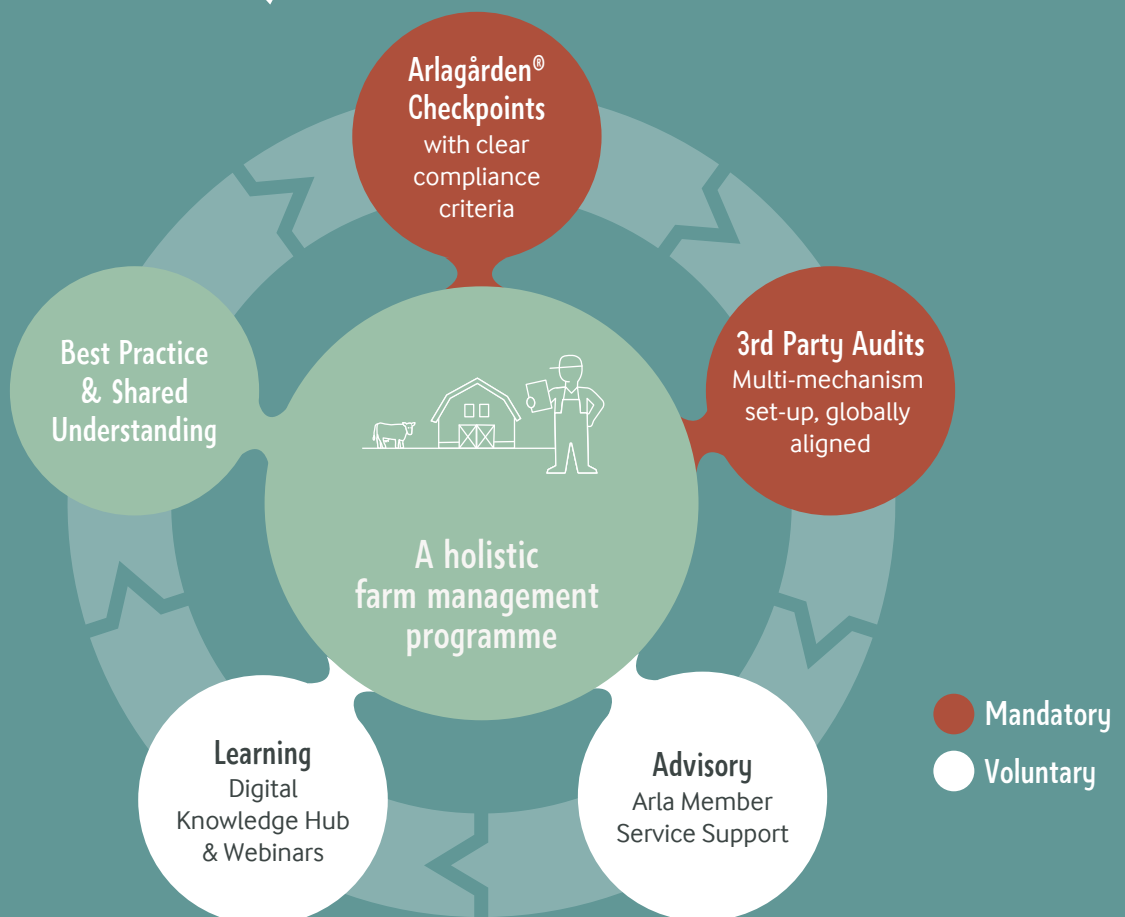 Arlagården®
Checkpoints
with clear
compliance
criteria
3rd Party Audits
Multi-mechanism
set-up, globally
aligned
Best Practice
& Shared
Understanding
A holistic
farm management
programme
Learning
Digital
Knowledge Hub
& Webinars
Advisory
Arla Member
Service Support
Mandatory
Voluntary